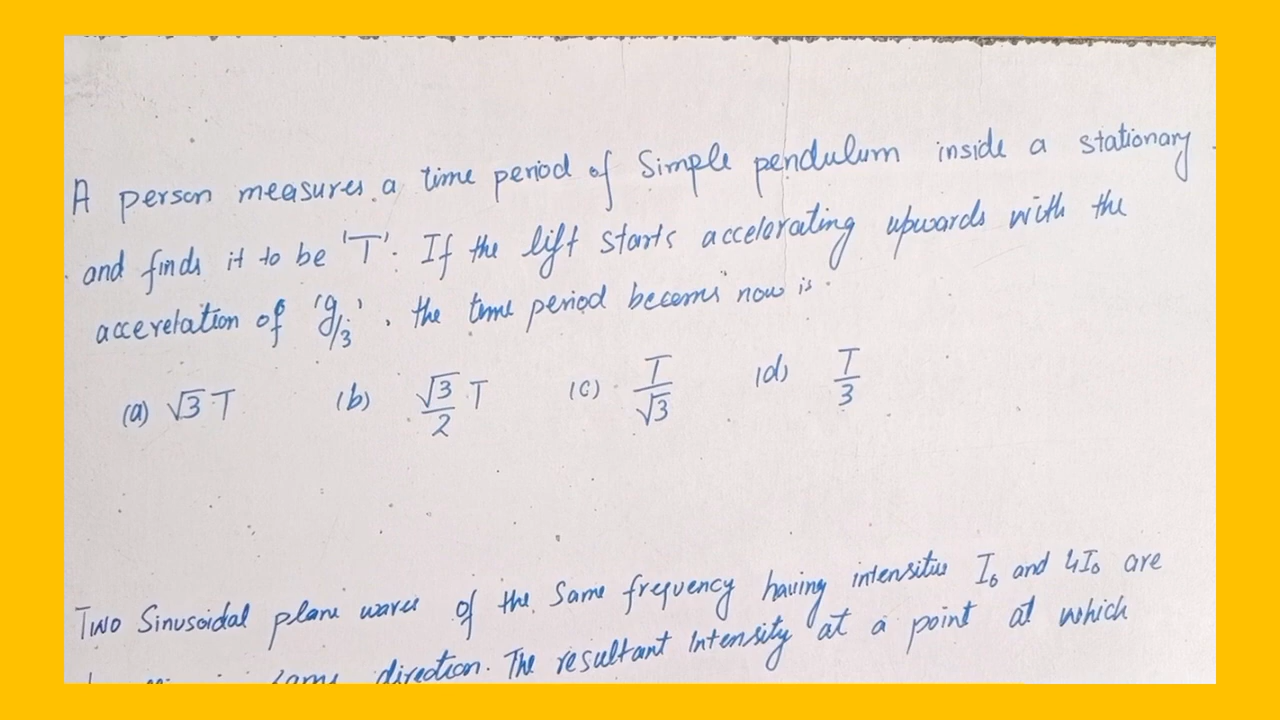 A person measures a time period of Simple pendulum inside a stationary
and finds it to be 'T'. If the lift starts accelerating upwards with the
acceretation of 'g/3', the time period becomes now is.
(a) √3 T (b) √3/2 T (c) T/√3 (d) T/3
Two Sinusoidal plane waves of the Same frequency having intensities I₀ and 4I₀ are
same direction. The resultant Intensity at a point at which